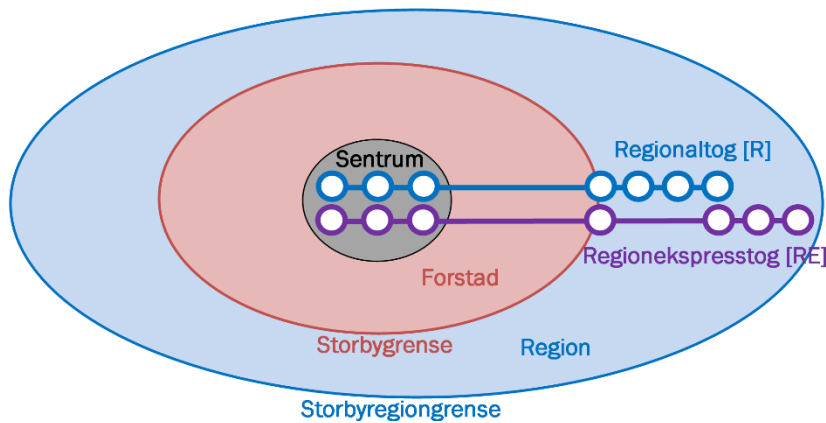 Sentrum
Regionaltog [R]
Regionekspresstog [RE]
Forstad
Storbygrense
Region
Storbyregiongrense